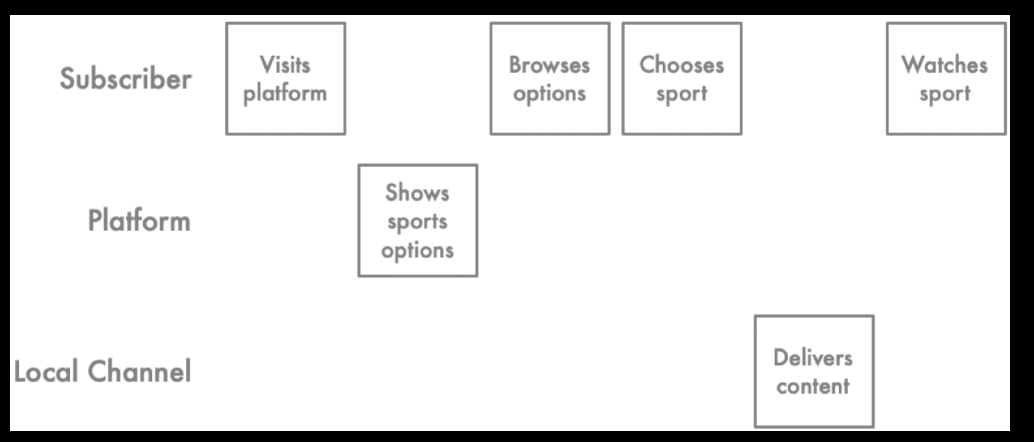 Subscriber
Visits
platform
Browses
options
Chooses
sport
Watches
sport
Platform
Shows
sports
options
Local Channel
Delivers
content